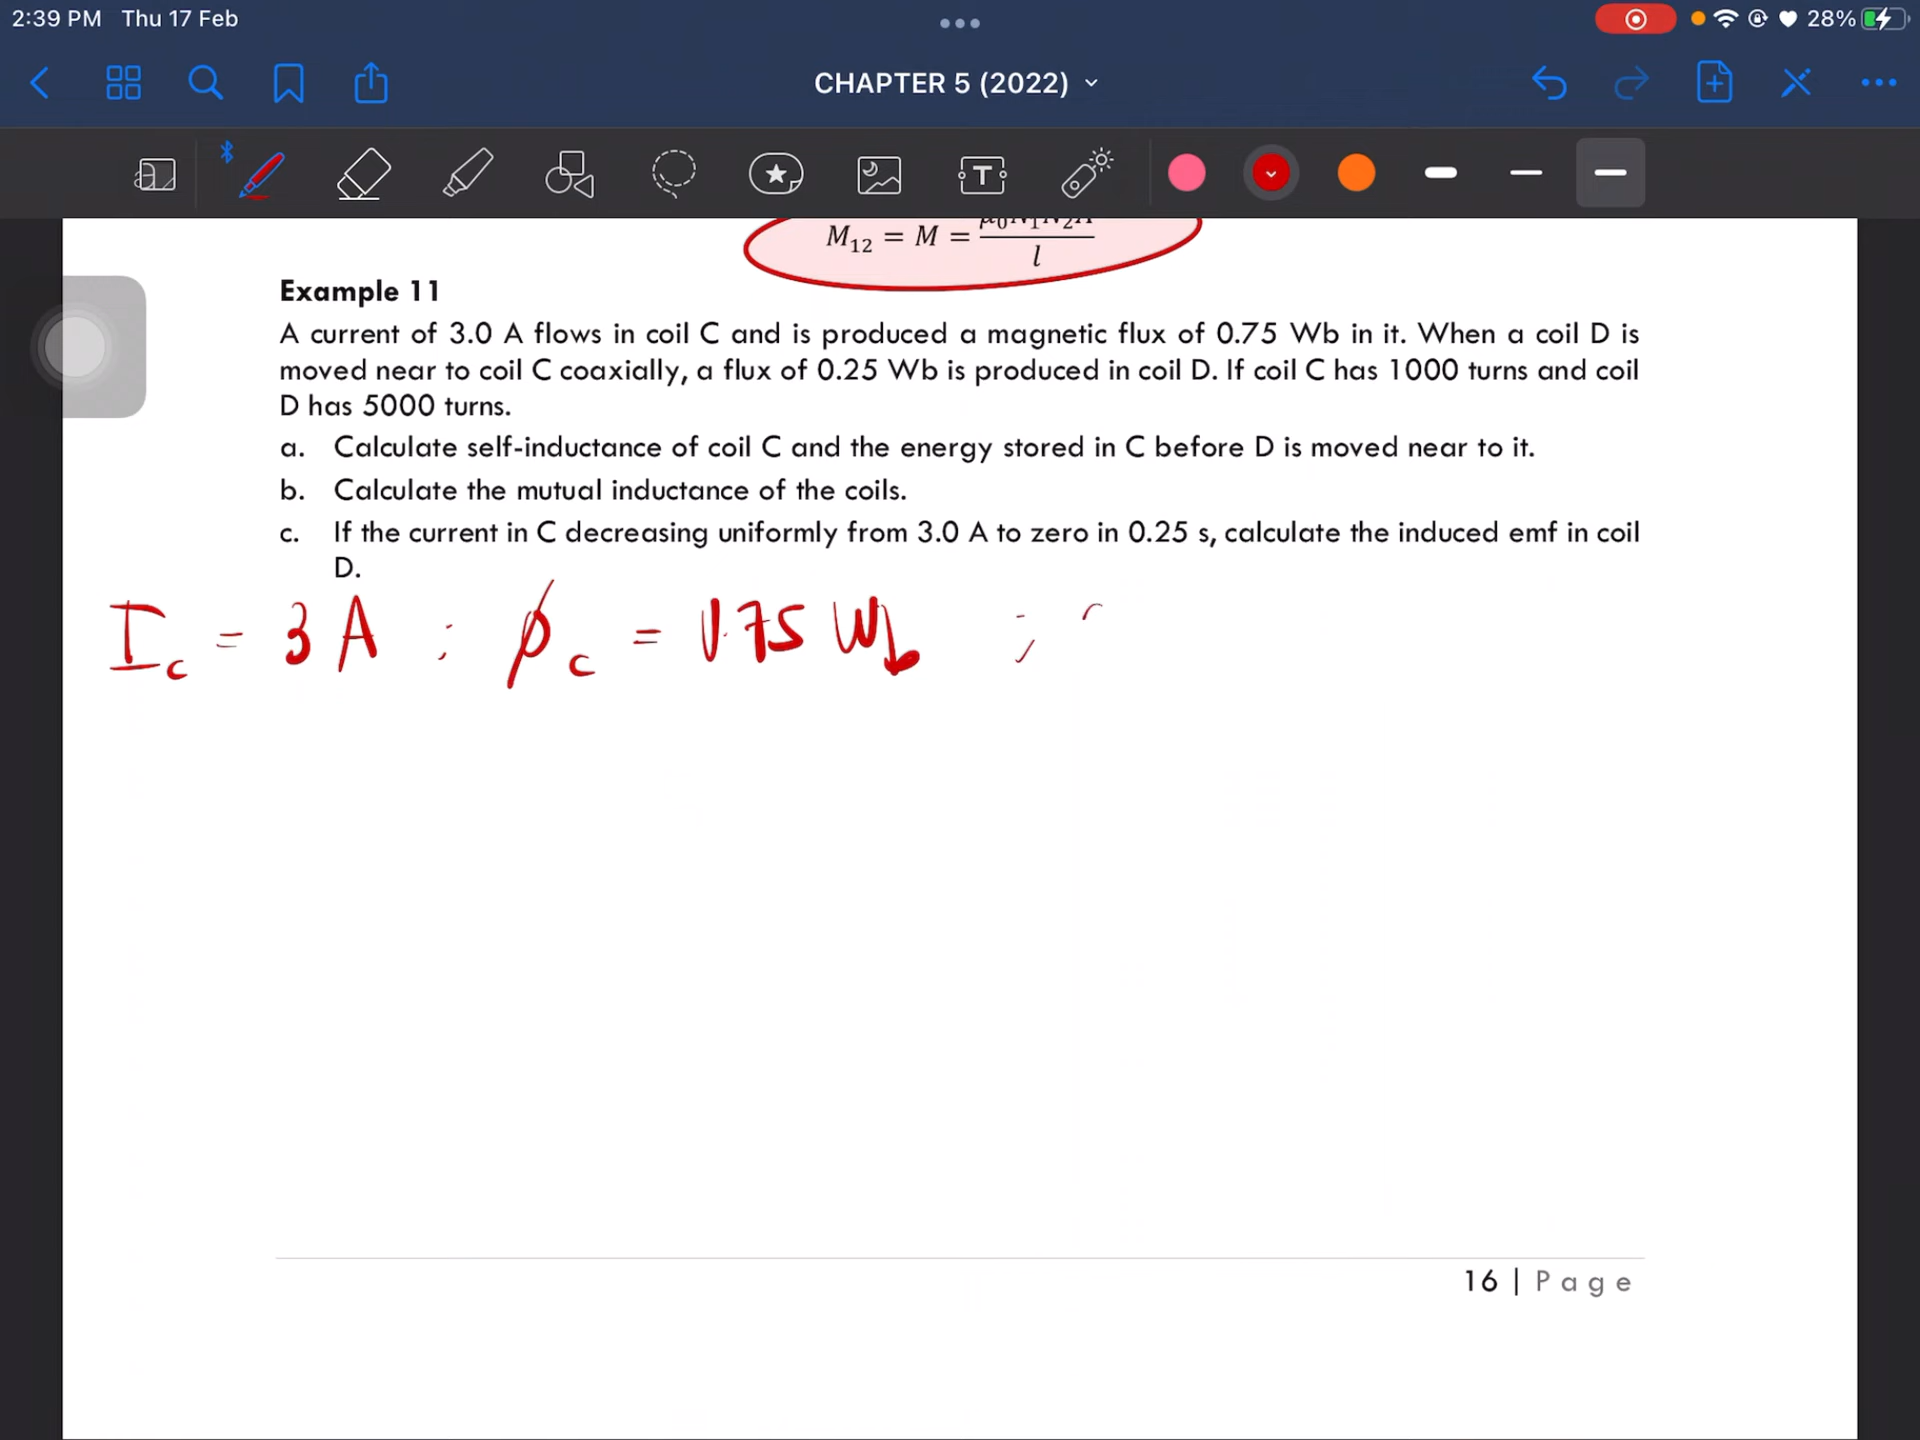 2:39 PM Thu 17 Feb
28%
CHAPTER 5 (2022)
M₁₂ = M = μ₀N₁N₂A / l
Example 11
A current of 3.0 A flows in coil C and is produced a magnetic flux of 0.75 Wb in it. When a coil D is
moved near to coil C coaxially, a flux of 0.25 Wb is produced in coil D. If coil C has 1000 turns and coil
D has 5000 turns.
a. Calculate self-inductance of coil C and the energy stored in C before D is moved near to it.
b. Calculate the mutual inductance of the coils.
c. If the current in C decreasing uniformly from 3.0 A to zero in 0.25 s, calculate the induced emf in coil
D.
I_c = 3 A ; ϕ_c = 0.75 Wb ;
16 | Page